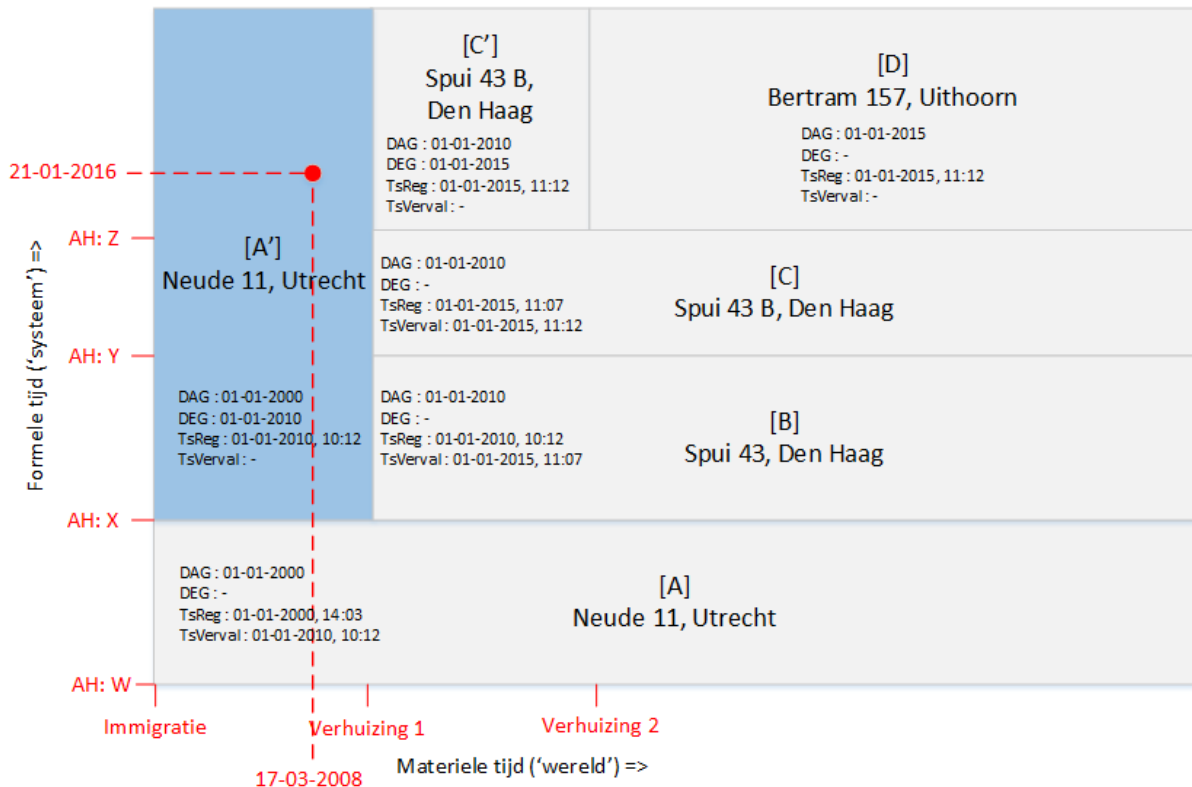 [C’]
Spui 43 B,
Den Haag
DAG : 01-01-2010
DEG : 01-01-2015
TsReg : 01-01-2015, 11:12
TsVerval : -
[D]
Bertram 157, Uithoorn
DAG : 01-01-2015
DEG : -
TsReg : 01-01-2015, 11:12
TsVerval : -
21-01-2016
AH: Z
[A’]
Neude 11, Utrecht
DAG : 01-01-2010
DEG : -
TsReg : 01-01-2015, 11:07
TsVerval : 01-01-2015, 11:12
[C]
Spui 43 B, Den Haag
Formele tijd (‘systeem’) =>
AH: Y
DAG : 01-01-2000
DEG : 01-01-2010
TsReg : 01-01-2010, 10:12
TsVerval : -
DAG : 01-01-2010
DEG : -
TsReg : 01-01-2010, 10:12
TsVerval : 01-01-2015, 11:07
[B]
Spui 43, Den Haag
AH: X
DAG : 01-01-2000
DEG : -
TsReg : 01-01-2000, 14:03
TsVerval : 01-01-2010, 10:12
[A]
Neude 11, Utrecht
AH: W
Immigratie
Verhuizing 1
Verhuizing 2
17-03-2008
Materiele tijd (‘wereld’) =>